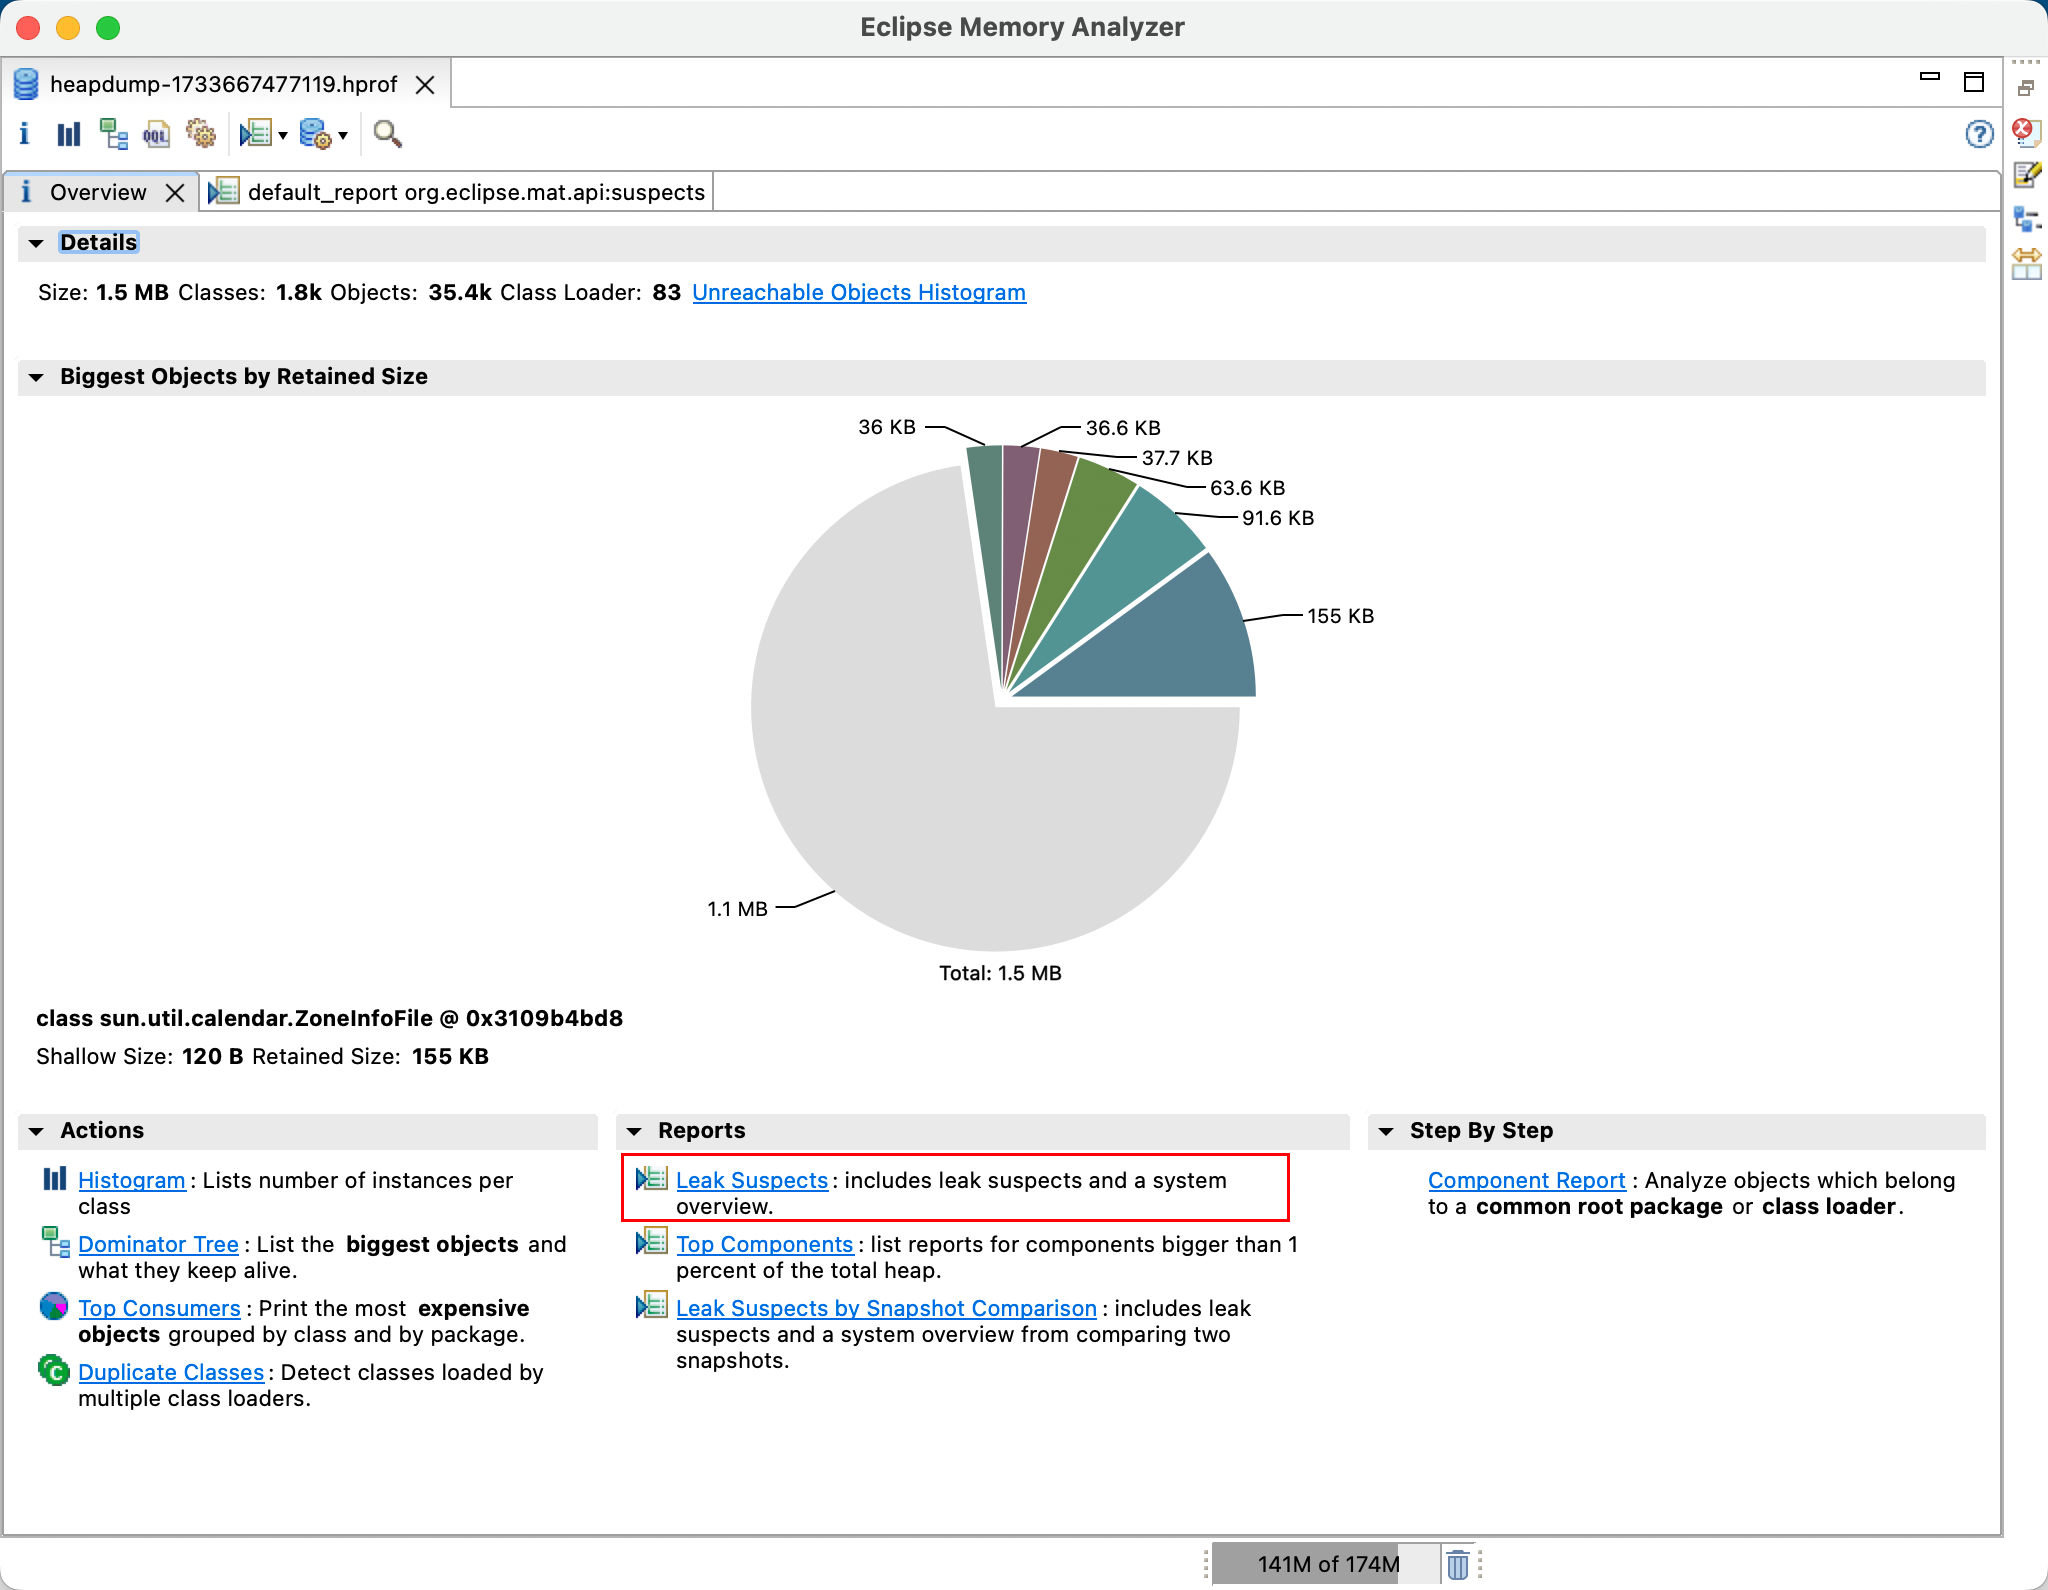 Eclipse Memory Analyzer
heapdump-1733667477119.hprof
OQL
Overview
default_report org.eclipse.mat.api:suspects
Details
Size: 1.5 MB Classes: 1.8k Objects: 35.4k Class Loader: 83 Unreachable Objects Histogram
Biggest Objects by Retained Size
36 KB
36.6 KB
37.7 KB
63.6 KB
91.6 KB
155 KB
1.1 MB
Total: 1.5 MB
class sun.util.calendar.ZoneInfoFile @ 0x3109b4bd8
Shallow Size: 120 B Retained Size: 155 KB
Actions
Histogram: Lists number of instances per
class
Dominator Tree: List the biggest objects and
what they keep alive.
Top Consumers: Print the most expensive
objects grouped by class and by package.
Duplicate Classes: Detect classes loaded by
multiple class loaders.
Reports
Leak Suspects: includes leak suspects and a system
overview.
Top Components: list reports for components bigger than 1
percent of the total heap.
Leak Suspects by Snapshot Comparison: includes leak
suspects and a system overview from comparing two
snapshots.
Step By Step
Component Report: Analyze objects which belong
to a common root package or class loader.
141M of 174M